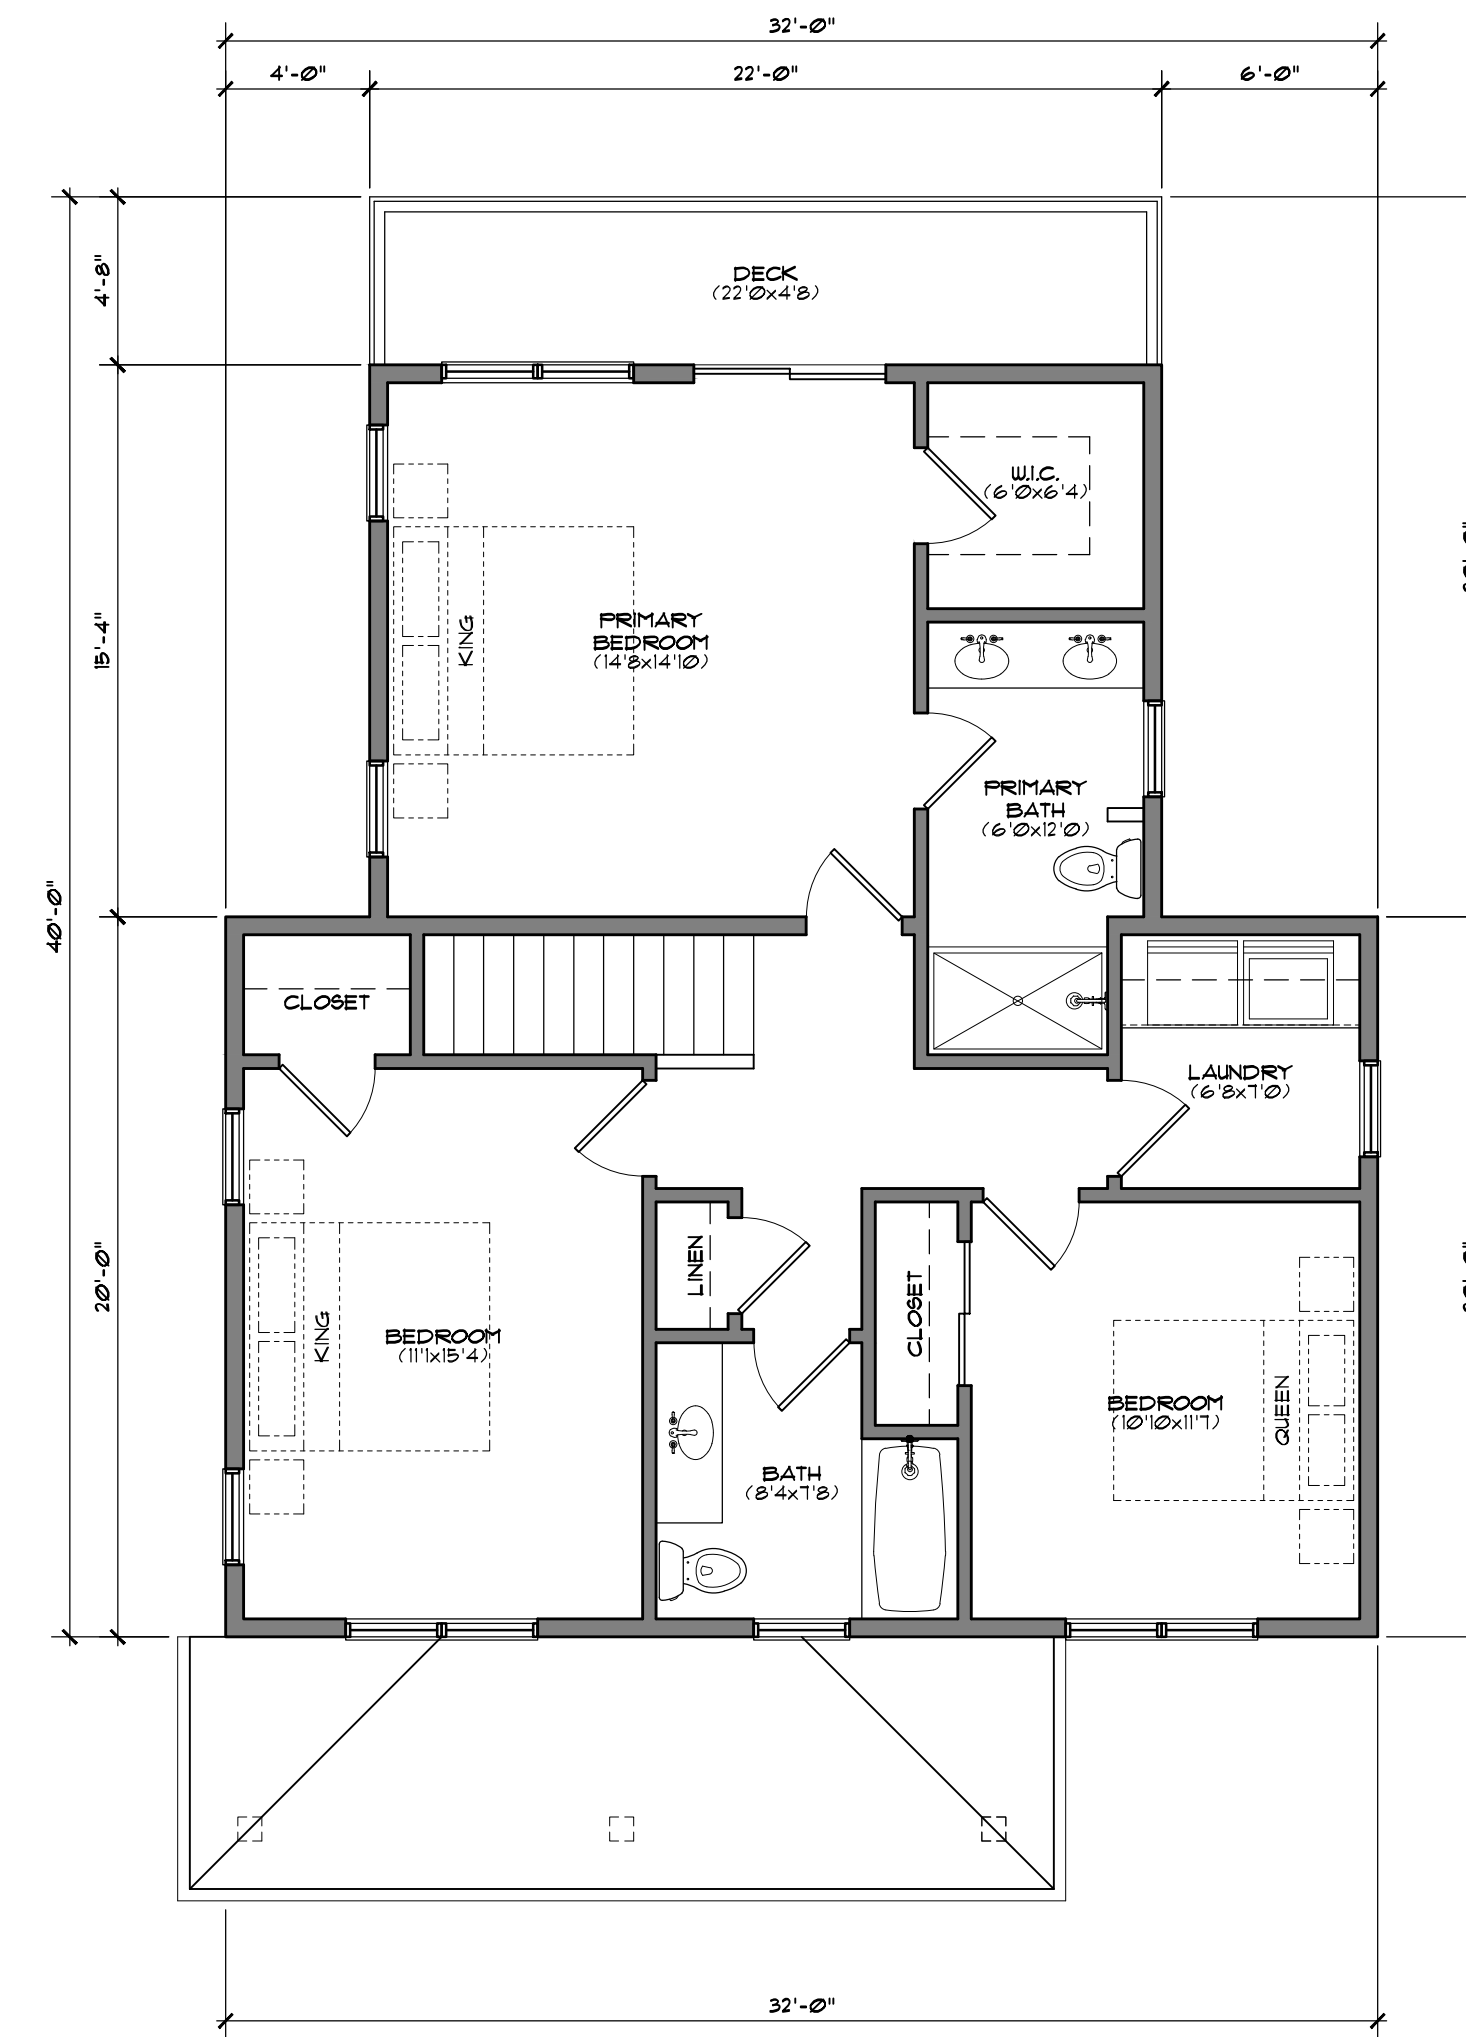 32'-0"
4'-0"
22'-0"
6'-0"
4'-8"
DECK
(22'0x4'8)
W.I.C.
(6'0x6'4)
15'-4"
KING
PRIMARY
BEDROOM
(14'8x14'10)
PRIMARY
BATH
(6'0x12'0)
40'-0"
CLOSET
LAUNDRY
(6'8x7'0)
20'-0"
LINEN
CLOSET
KING
BEDROOM
(11'1x15'4)
BEDROOM
(10'10x11'7)
QUEEN
BATH
(8'4x7'8)
32'-0"